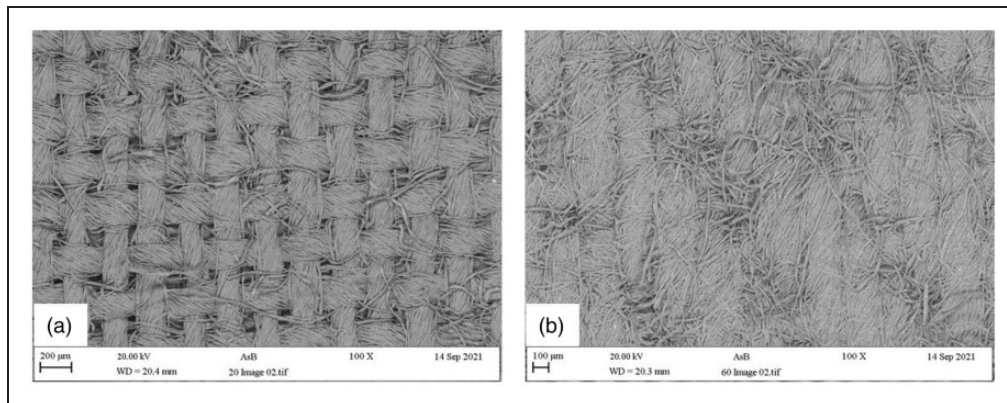 (a)
200 µm 20.00 kV AsB 100 X 14 Sep 2021
WD = 20.4 mm 20 Image 02.tif
(b)
100 µm 20.00 kV AsB 100 X 14 Sep 2021
WD = 20.3 mm 60 Image 02.tif